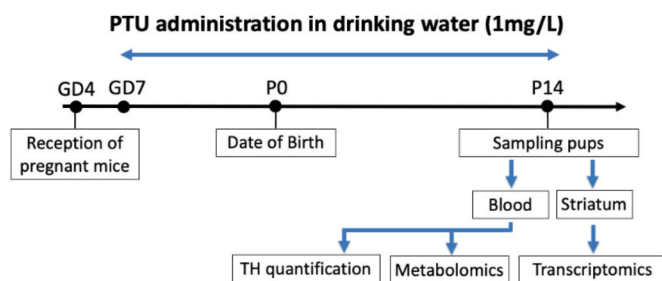 PTU administration in drinking water (1mg/L)
GD4 GD7 P0 P14
Reception of
pregnant mice
Date of Birth
Sampling pups
Blood
Striatum
TH quantification
Metabolomics
Transcriptomics